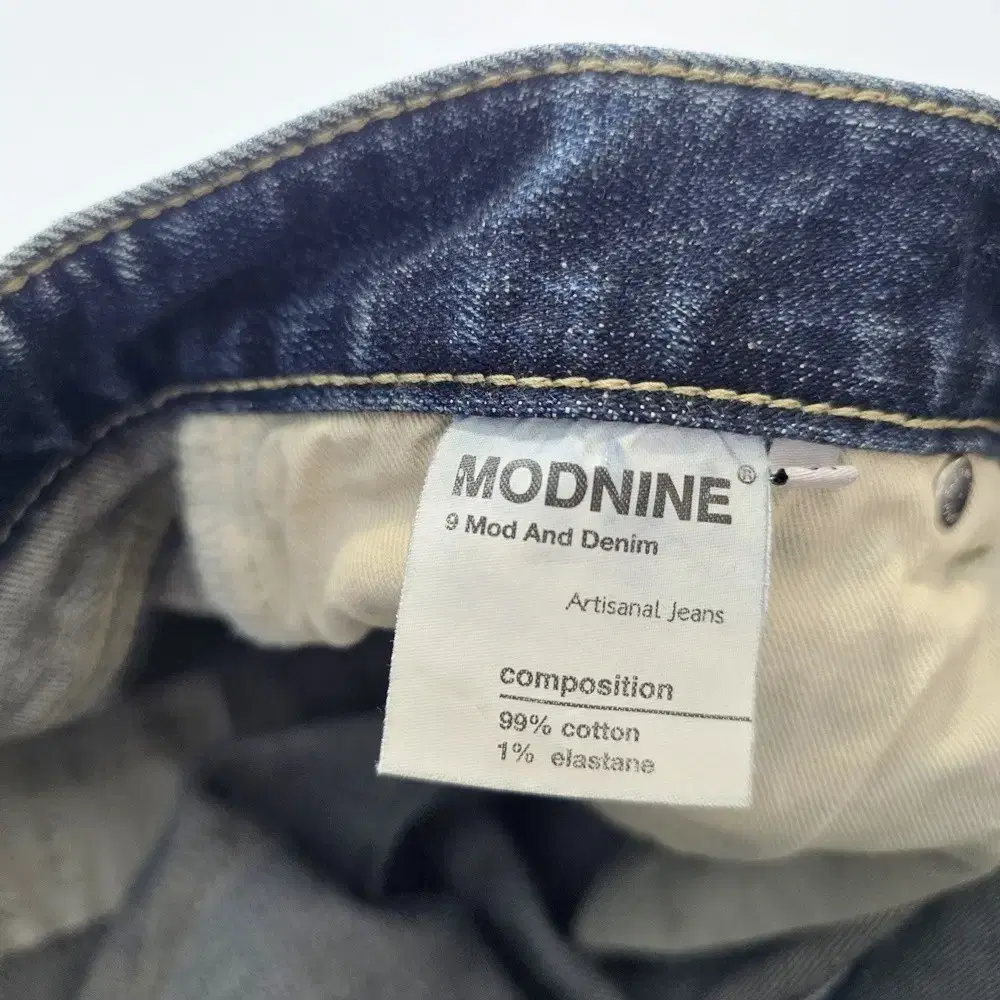 MODNINE®
9 Mod And Denim
Artisanal Jeans
composition
99% cotton
1% elastane